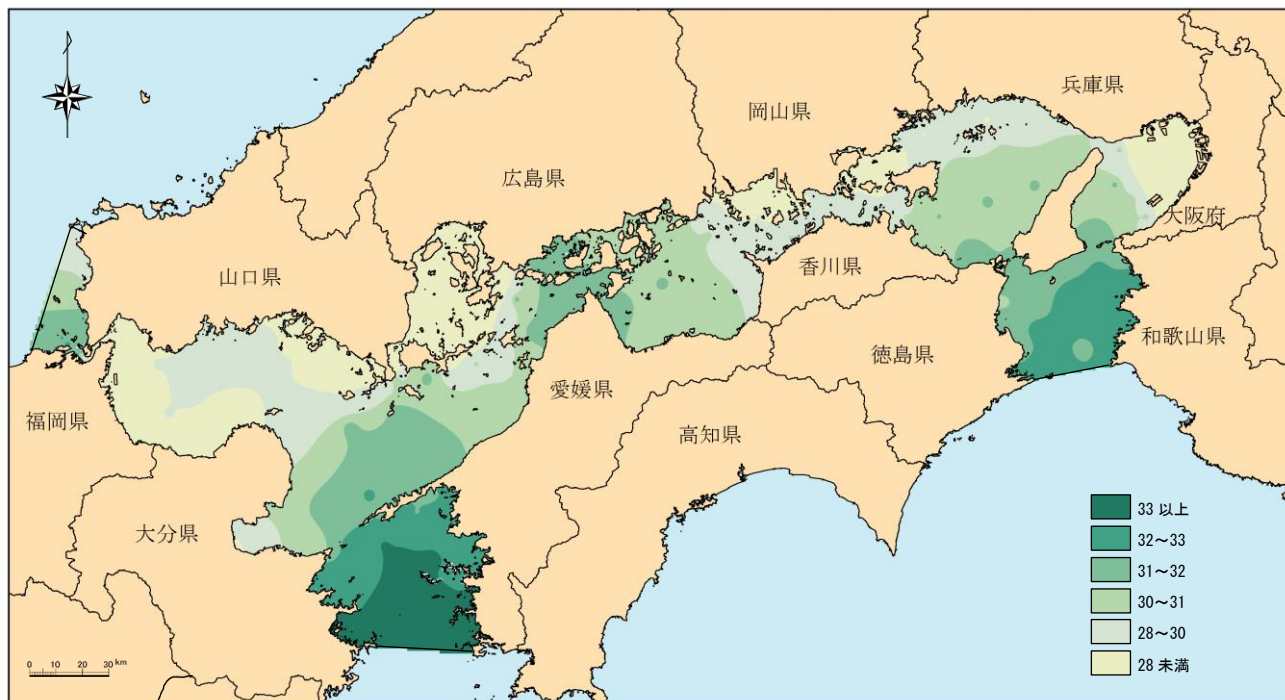 兵庫県
岡山県
広島県
大阪府
山口県
香川県
和歌山県
徳島県
愛媛県
福岡県
高知県
大分県
33 以上
32～33
31～32
30～31
28～30
28 未満
0 10 20 30 km